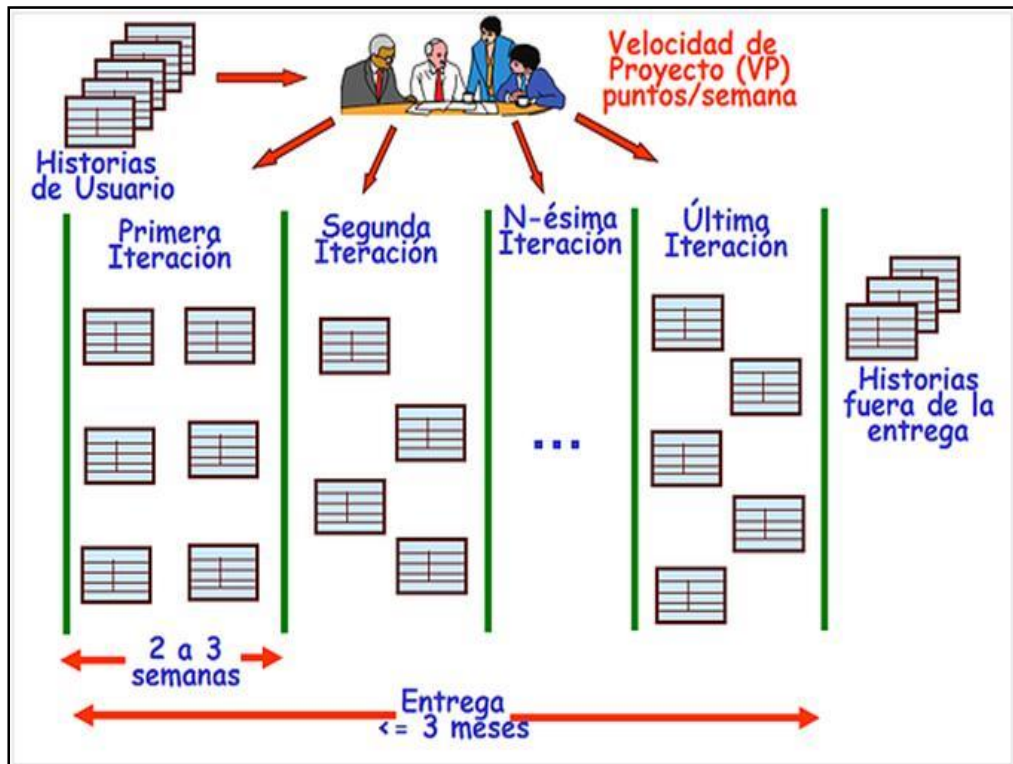 Velocidad de
Proyecto (VP)
puntos/semana
Historias
de Usuario
Primera
Iteración
Segunda
Iteración
N-ésima
Iteración
Última
Iteración
...
Historias
fuera de la
entrega
2 a 3
semanas
Entrega
<= 3 meses